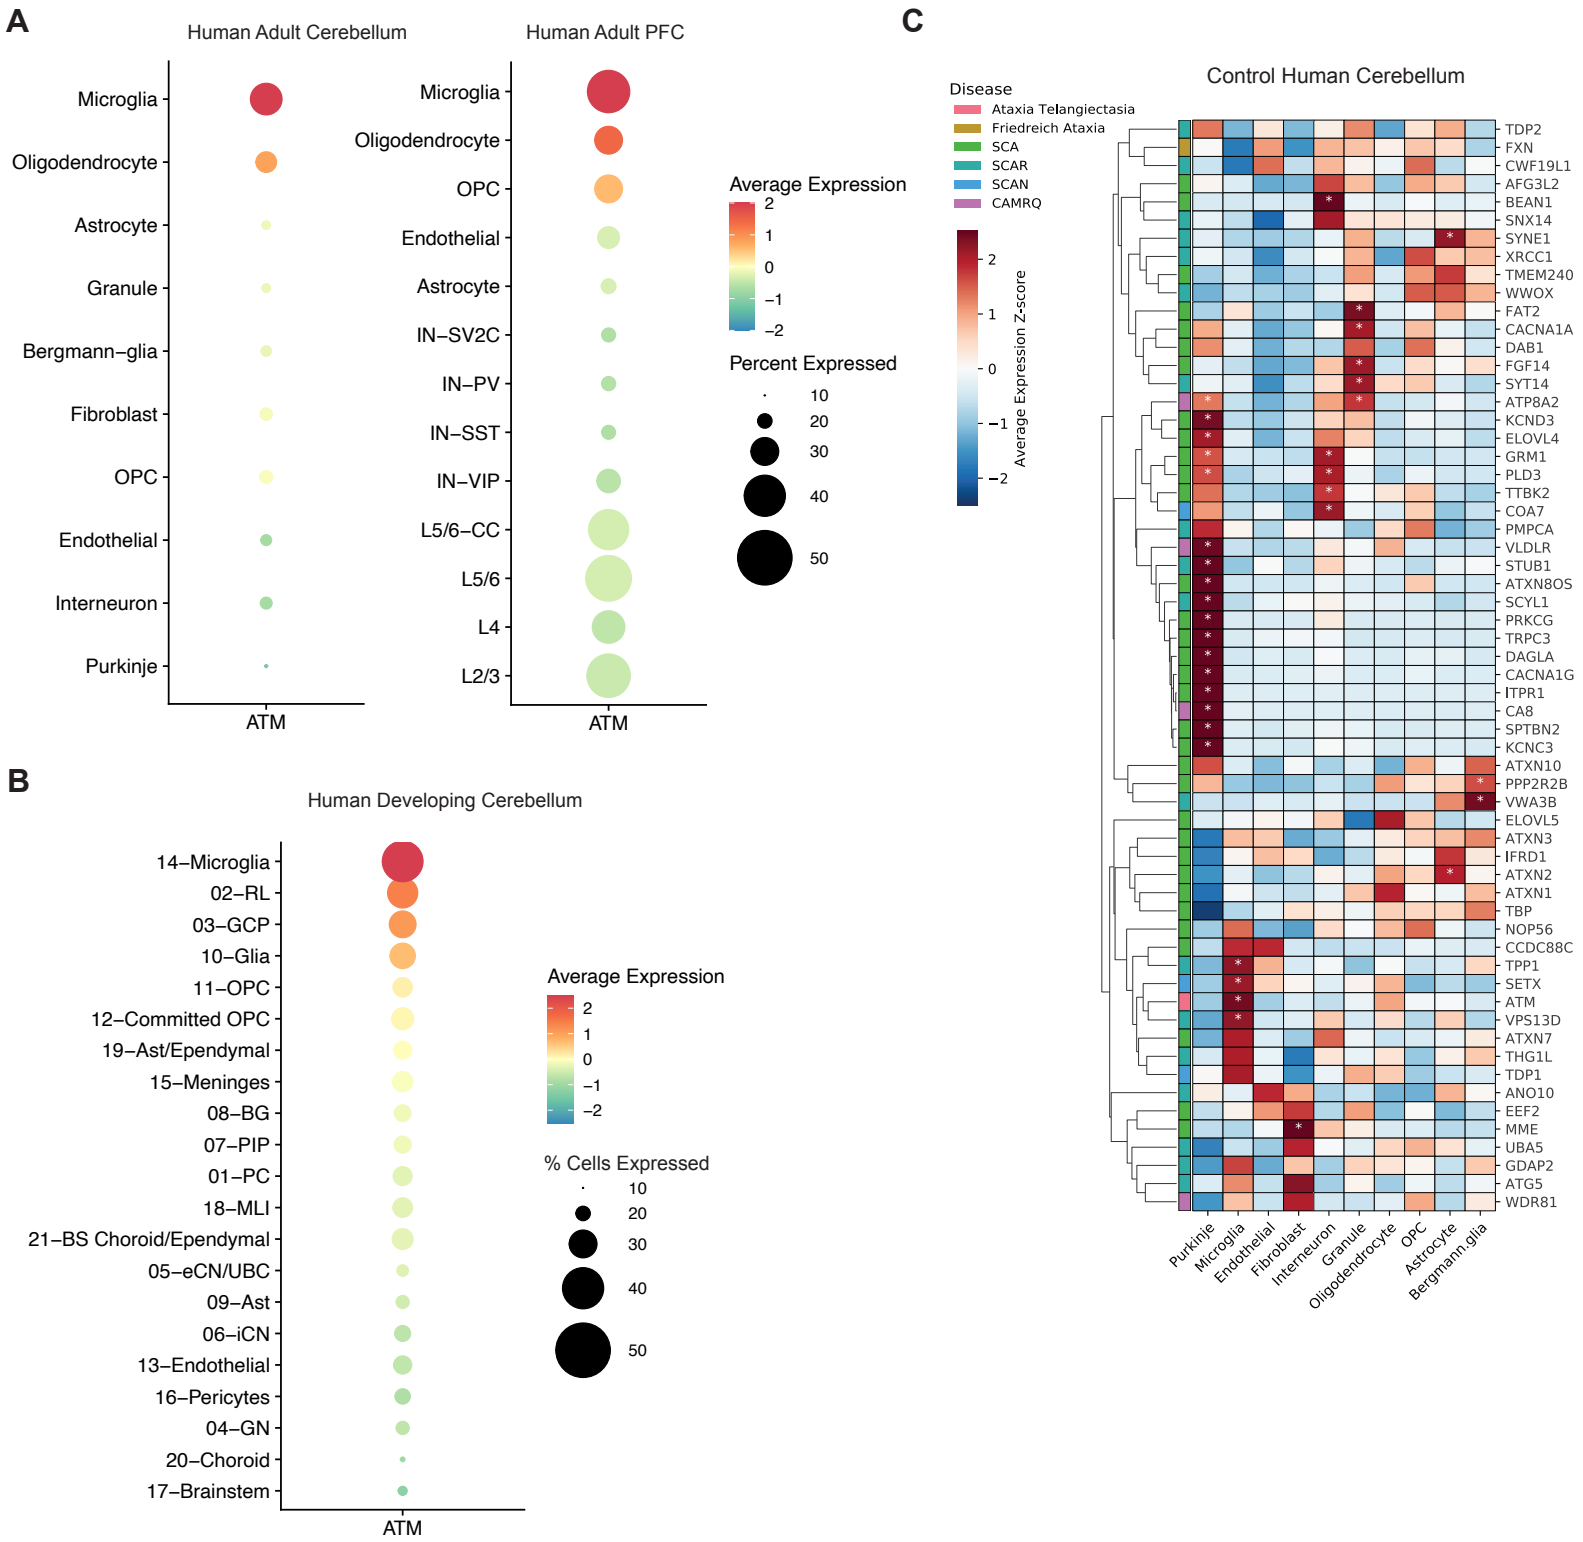 A
Human Adult Cerebellum
Microglia
Oligodendrocyte
Astrocyte
Granule
Bergmann−glia
Fibroblast
OPC
Endothelial
Interneuron
Purkinje
ATM
Human Adult PFC
Microglia
Oligodendrocyte
OPC
Endothelial
Astrocyte
IN−SV2C
IN−PV
IN−SST
IN−VIP
L5/6−CC
L5/6
L4
L2/3
ATM
Average Expression
2
1
0
−1
−2
Percent Expressed
10
20
30
40
50
B
Human Developing Cerebellum
14−Microglia
02−RL
03−GCP
10−Glia
11−OPC
12−Committed OPC
19−Ast/Ependymal
15−Meninges
08−BG
07−PIP
01−PC
18−MLI
21−BS Choroid/Ependymal
05−eCN/UBC
09−Ast
06−iCN
13−Endothelial
16−Pericytes
04−GN
20−Choroid
17−Brainstem
ATM
Average Expression
2
1
0
−1
−2
% Cells Expressed
10
20
30
40
50
C
Control Human Cerebellum
Disease
Ataxia Telangiectasia
Friedreich Ataxia
SCA
SCAR
SCAN
CAMRQ
2
1
0
−1
−2
Average Expression Z-score
TDP2
FXN
CWF19L1
AFG3L2
BEAN1
SNX14
SYNE1
XRCC1
TMEM240
WWOX
FAT2
CACNA1A
DAB1
FGF14
SYT14
ATP8A2
KCND3
ELOVL4
GRM1
PLD3
TTBK2
COA7
PMPCA
VLDLR
STUB1
ATXN8OS
SCYL1
PRKCG
TRPC3
DAGLA
CACNA1G
ITPR1
CA8
SPTBN2
KCNC3
ATXN10
PPP2R2B
VWA3B
ELOVL5
ATXN3
IFRD1
ATXN2
ATXN1
TBP
NOP56
CCDC88C
TPP1
SETX
ATM
VPS13D
ATXN7
THG1L
TDP1
ANO10
EEF2
MME
UBA5
GDAP2
ATG5
WDR81
Purkinje
Microglia
Endothelial
Fibroblast
Interneuron
Granule
Oligodendrocyte
OPC
Astrocyte
Bergmann.glia